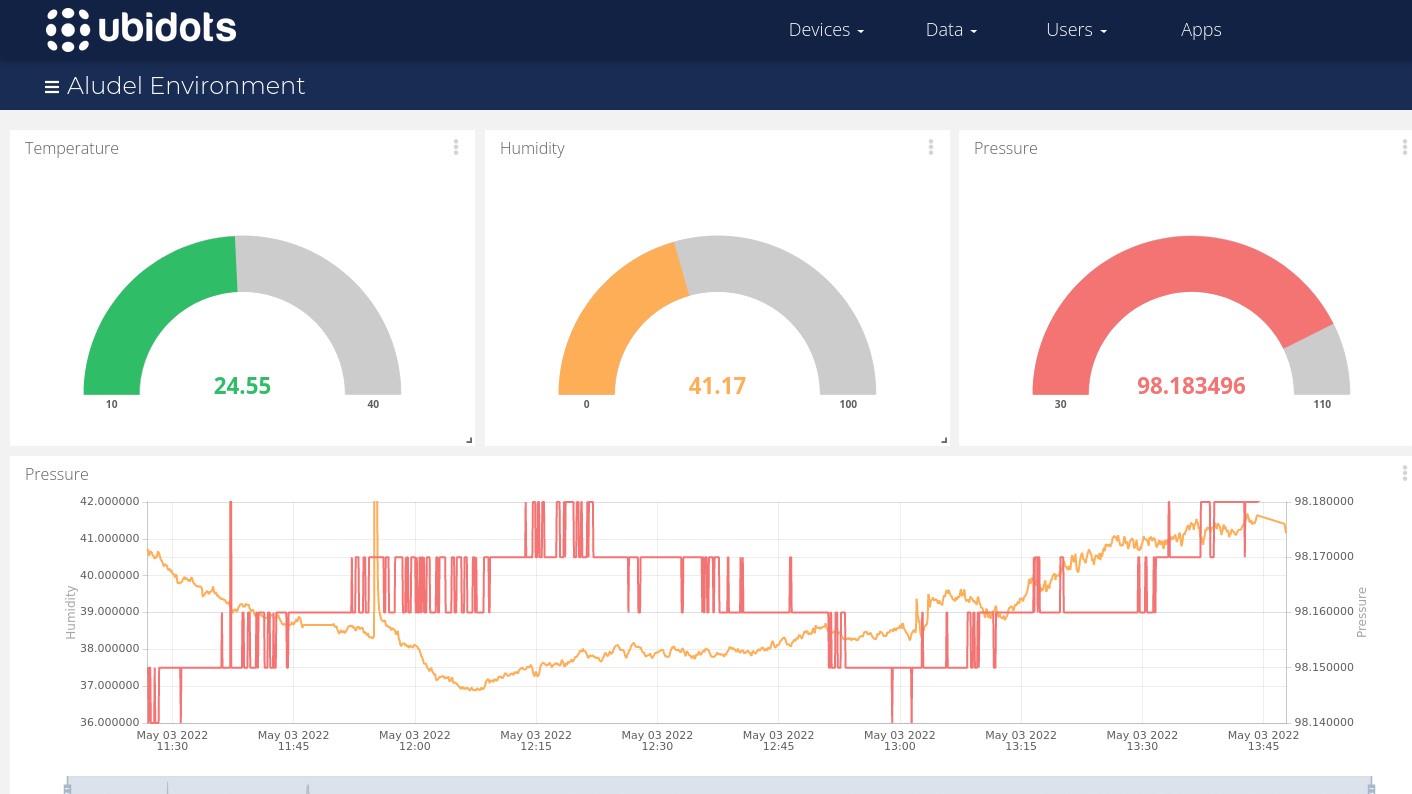 ubidots
Devices
Data
Users
Apps
Aludel Environment
Temperature
24.55
10
40
Humidity
41.17
0
100
Pressure
98.183496
30
110
Pressure
42.000000
41.000000
40.000000
39.000000
38.000000
37.000000
36.000000
Humidity
98.180000
98.170000
98.160000
98.150000
98.140000
Pressure
May 03 2022
11:30
May 03 2022
11:45
May 03 2022
12:00
May 03 2022
12:15
May 03 2022
12:30
May 03 2022
12:45
May 03 2022
13:00
May 03 2022
13:15
May 03 2022
13:30
May 03 2022
13:45